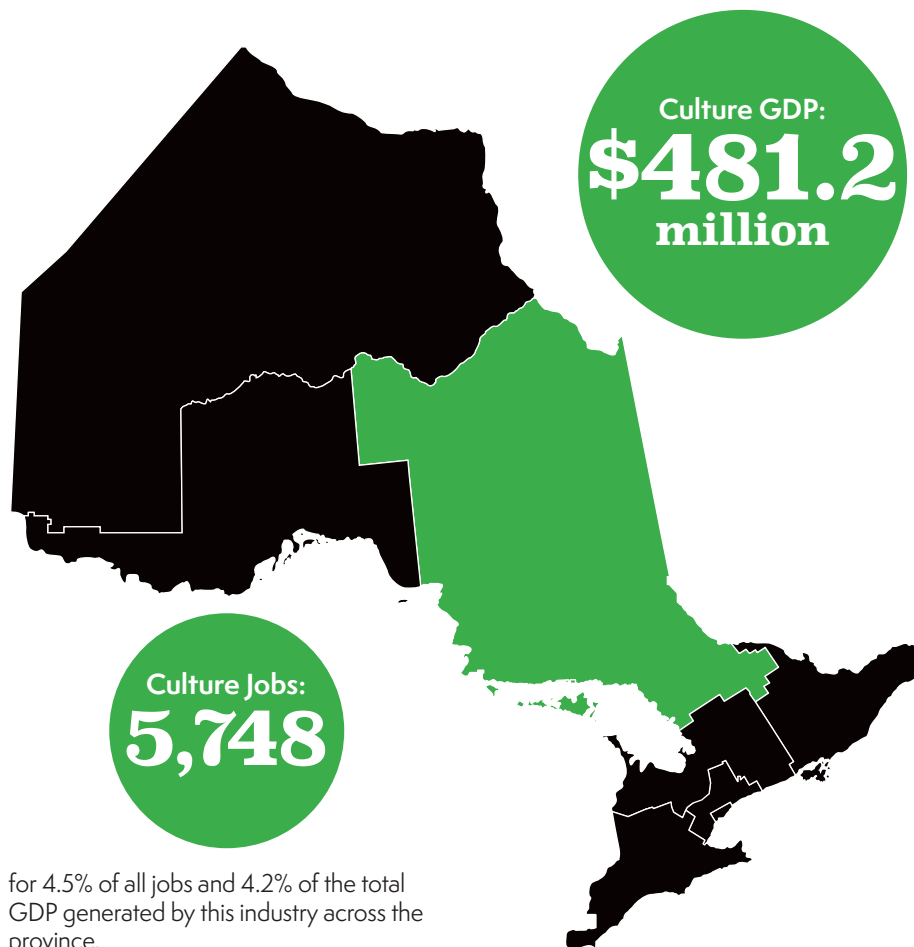 Culture GDP:
$481.2
million
Culture Jobs:
5,748
for 4.5% of all jobs and 4.2% of the total
GDP generated by this industry across the
province.